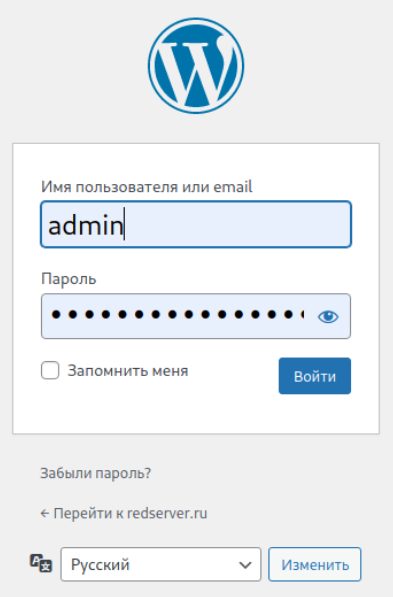 Имя пользователя или email
admin
Пароль
••••••••••••••••
Запомнить меня
Войти
Забыли пароль?
← Перейти к redserver.ru
Русский
Изменить